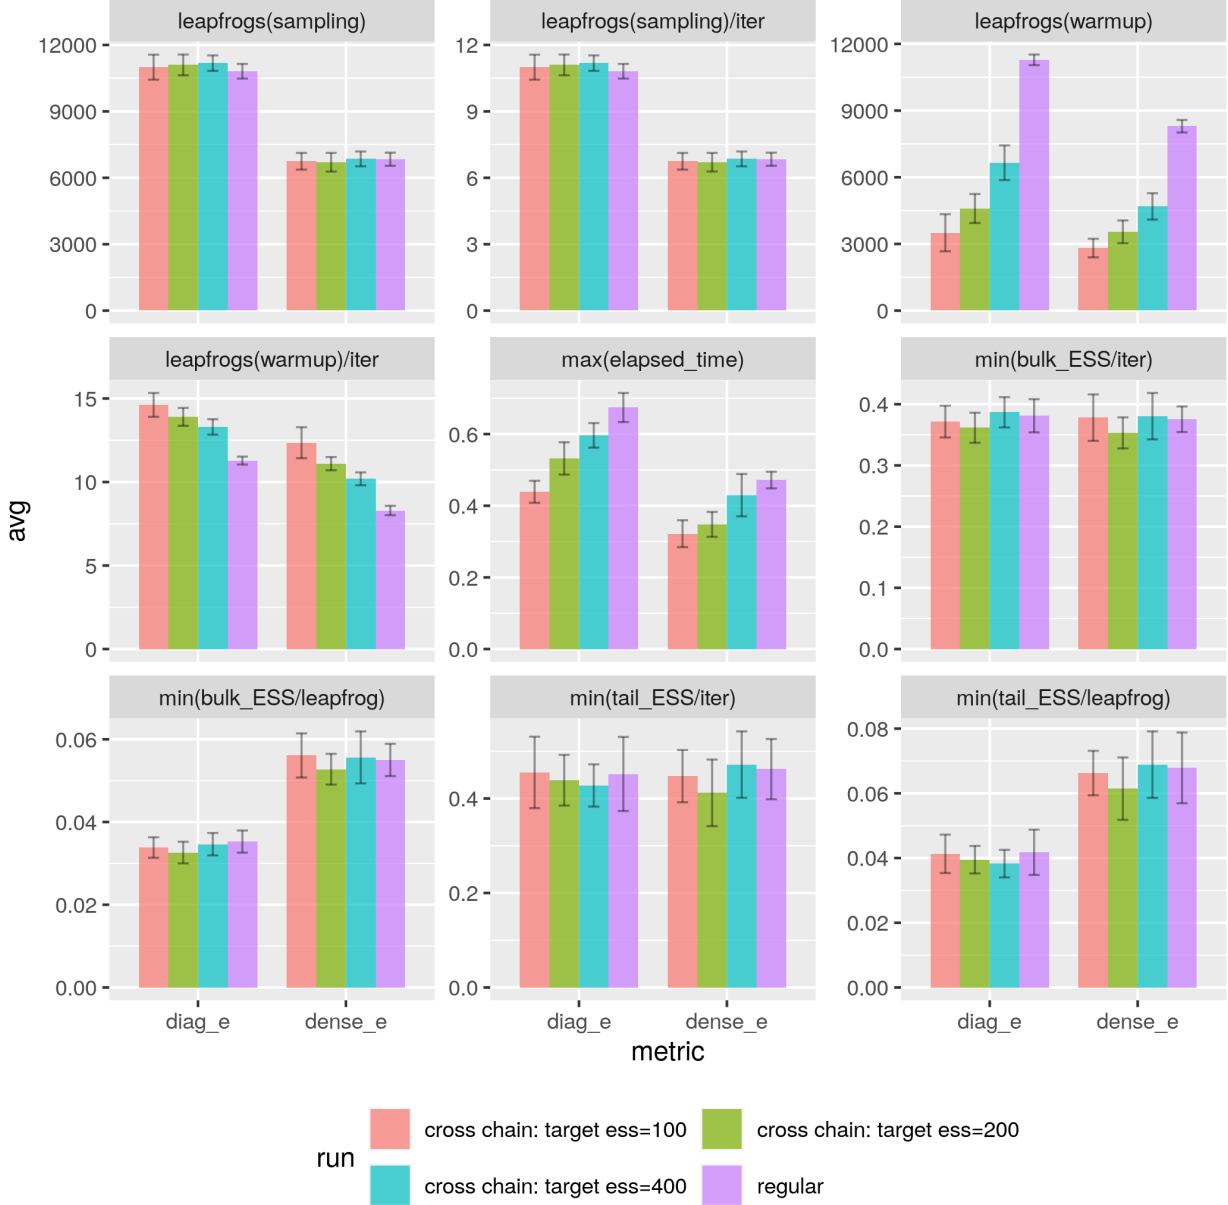 leapfrogs(sampling)
leapfrogs(sampling)/iter
leapfrogs(warmup)
12000
9000
6000
3000
0
12
9
6
3
0
12000
9000
6000
3000
0
leapfrogs(warmup)/iter
max(elapsed_time)
min(bulk_ESS/iter)
15
10
5
0
0.6
0.4
0.2
0.0
0.4
0.3
0.2
0.1
0.0
avg
min(bulk_ESS/leapfrog)
min(tail_ESS/iter)
min(tail_ESS/leapfrog)
0.06
0.04
0.02
0.00
0.4
0.2
0.0
0.08
0.06
0.04
0.02
0.00
diag_e dense_e
diag_e dense_e
diag_e dense_e
metric
run
cross chain: target ess=100
cross chain: target ess=200
cross chain: target ess=400
regular